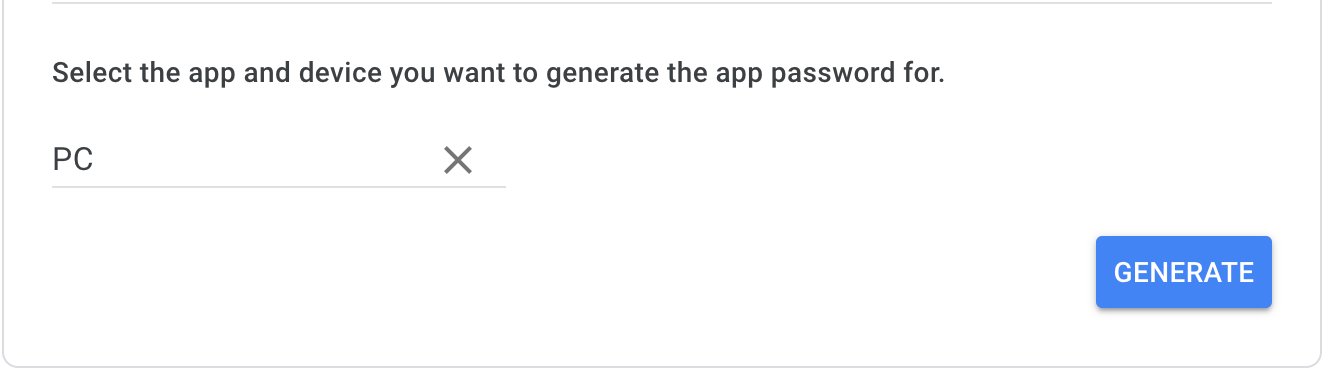 Select the app and device you want to generate the app password for.
PC
GENERATE